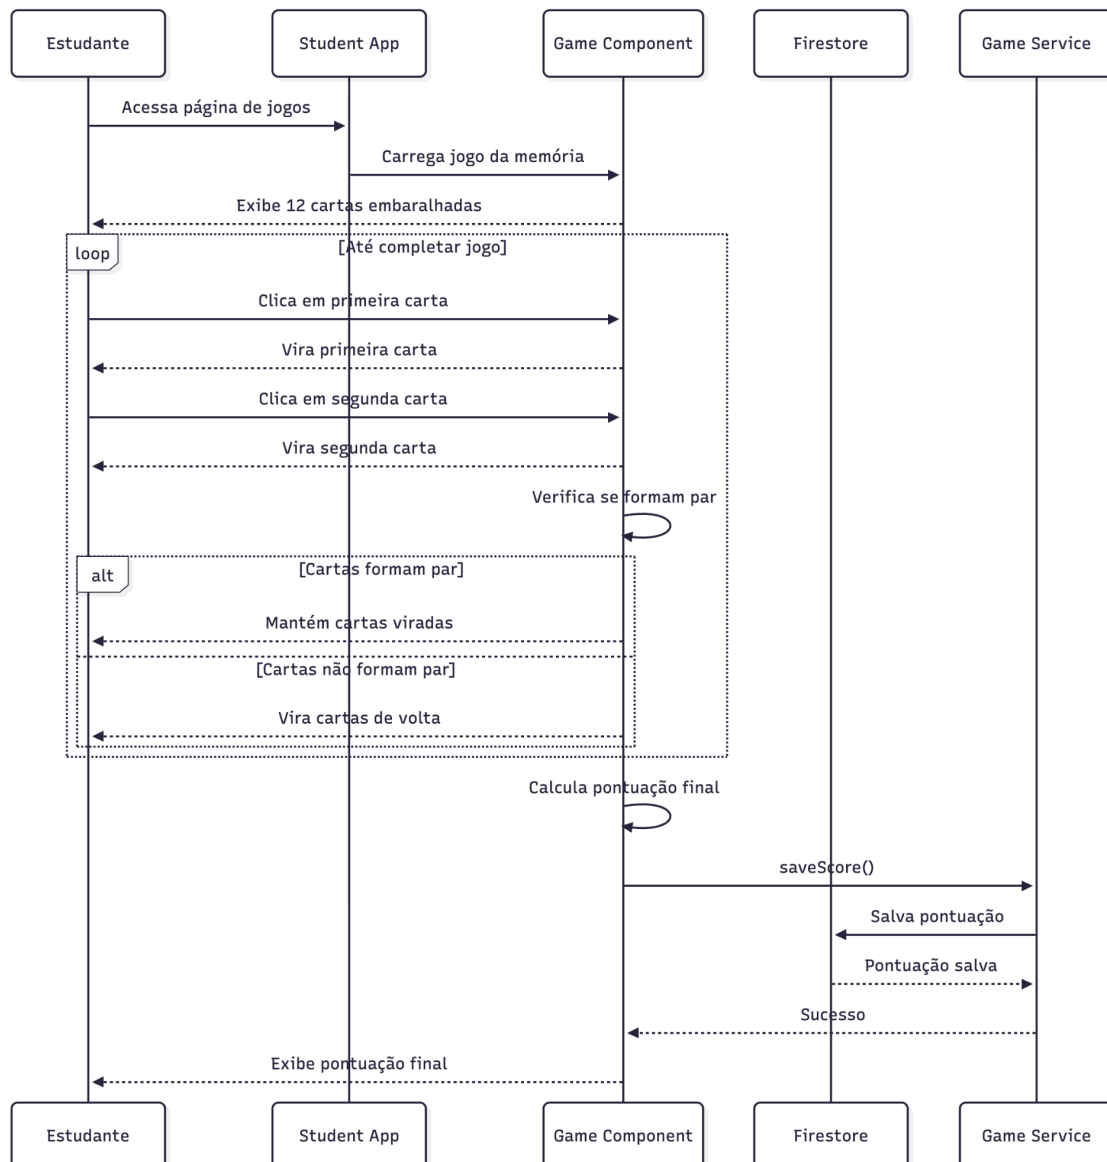 Estudante
Student App
Game Component
Firestore
Game Service
Acessa página de jogos
Carrega jogo da memória
Exibe 12 cartas embaralhadas
loop
[Até completar jogo]
Clica em primeira carta
Vira primeira carta
Clica em segunda carta
Vira segunda carta
Verifica se formam par
alt
[Cartas formam par]
Mantém cartas viradas
[Cartas não formam par]
Vira cartas de volta
Calcula pontuação final
saveScore()
Salva pontuação
Pontuação salva
Sucesso
Exibe pontuação final
Estudante
Student App
Game Component
Firestore
Game Service